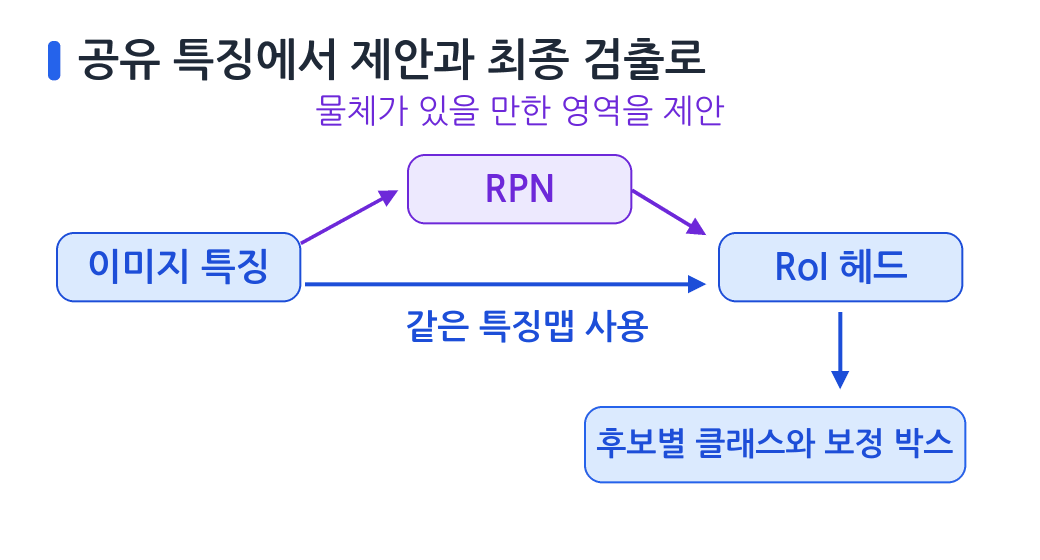 공유 특징에서 제안과 최종 검출로
물체가 있을 만한 영역을 제안
RPN
이미지 특징
RoI 헤드
같은 특징맵 사용
후보별 클래스와 보정 박스